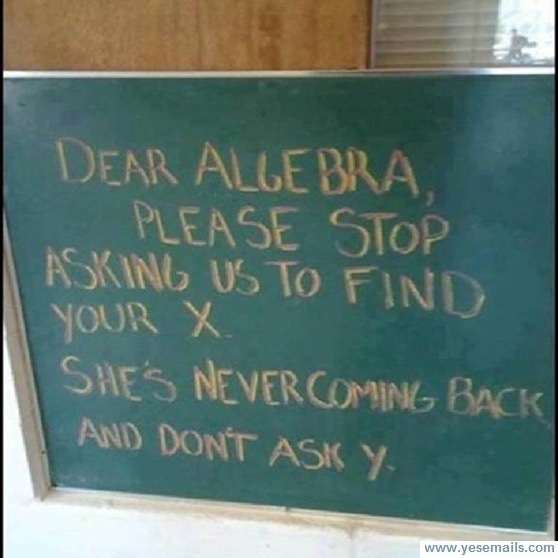 DEAR ALGEBRA,
PLEASE STOP
ASKING US TO FIND
YOUR X.
SHE'S NEVER COMING BACK
AND DON'T ASK Y.
www.yesemails.com